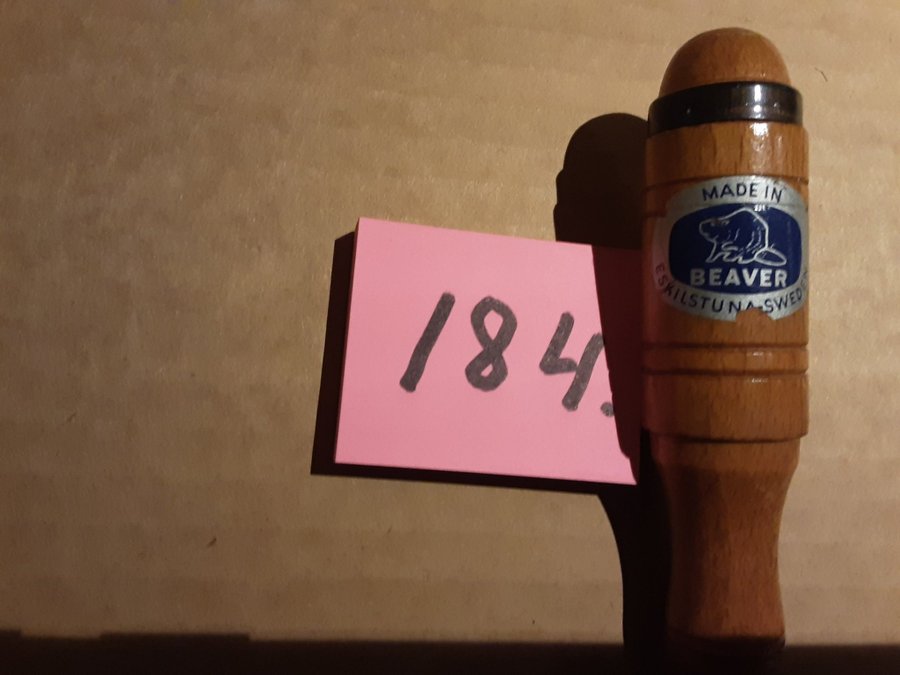 184.
MADE IN
BEAVER
ESKILSTUNA-SWEDEN